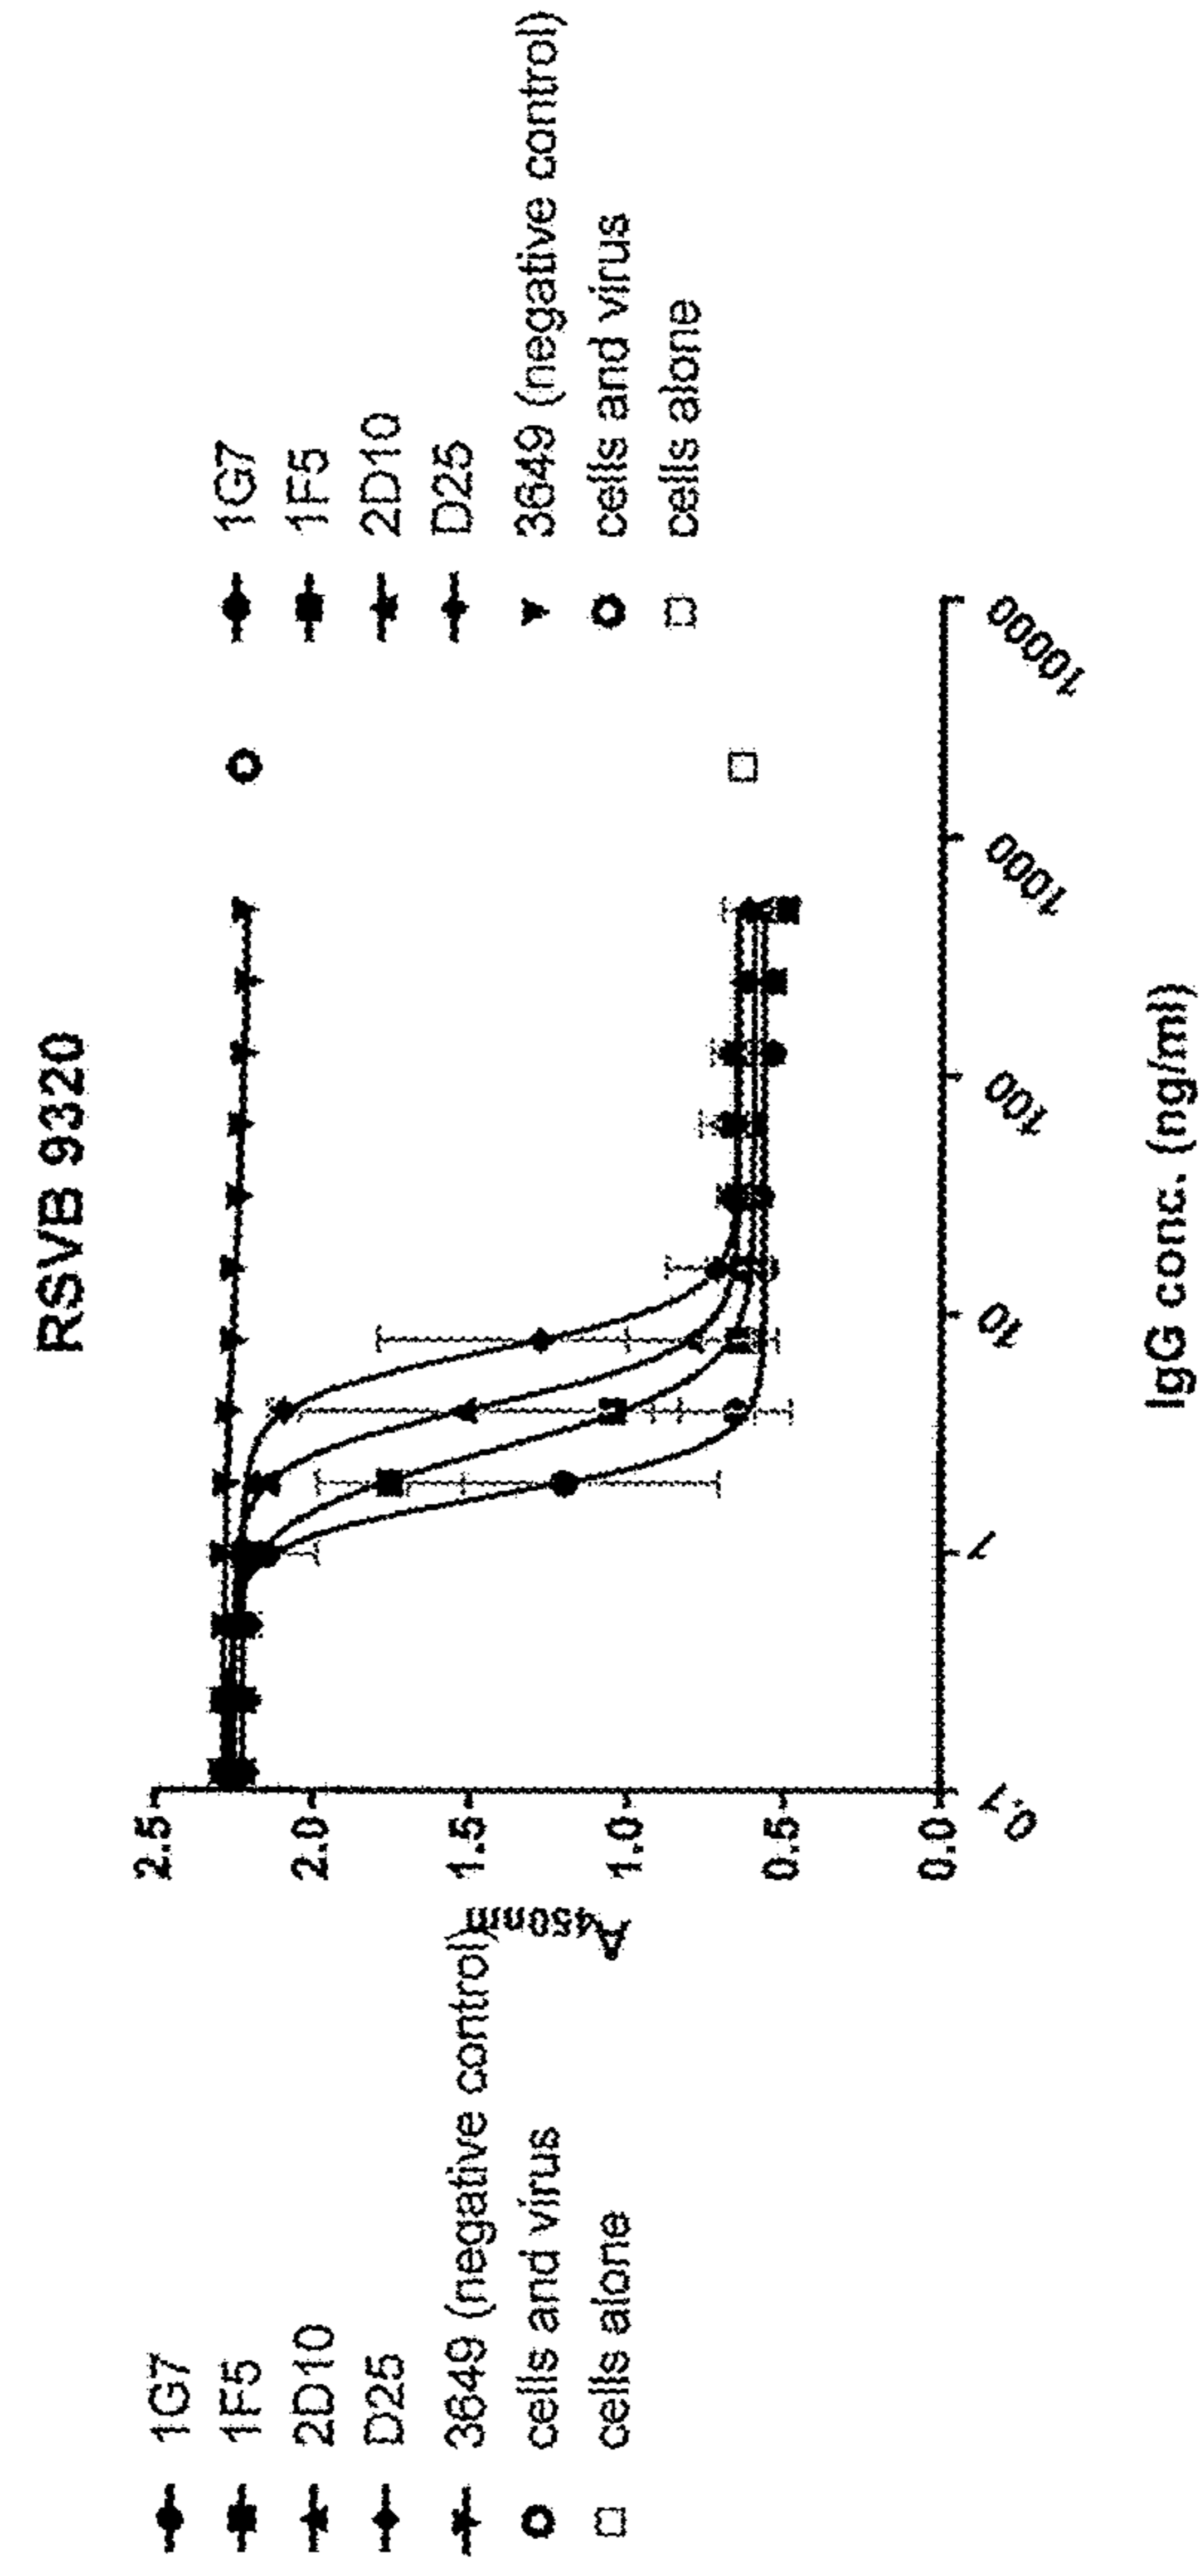 RSVB 9320
1G7
1F5
2D10
D25
3649 (negative control)
cells and virus
cells alone
A450nm
2.5
2.0
1.5
1.0
0.5
0.0
0.1
1
10
100
1000
10000
IgG conc. (ng/ml)
1G7
1F5
2D10
D25
3649 (negative control)
cells and virus
cells alone